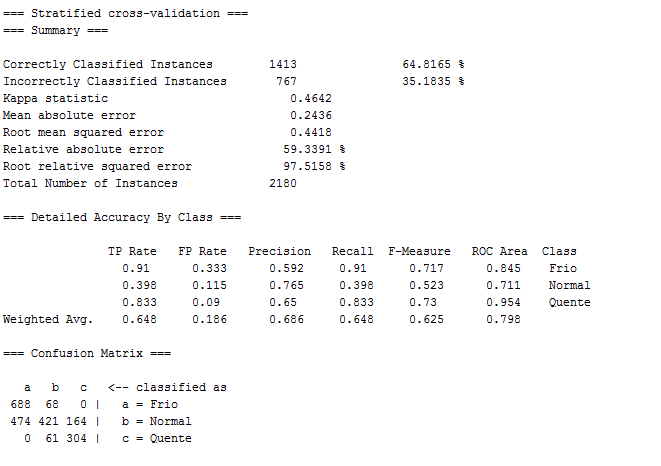 === Stratified cross-validation ===
=== Summary ===
Correctly Classified Instances 1413 64.8165 %
Incorrectly Classified Instances 767 35.1835 %
Kappa statistic 0.4642
Mean absolute error 0.2436
Root mean squared error 0.4418
Relative absolute error 59.3391 %
Root relative squared error 97.5158 %
Total Number of Instances 2180
=== Detailed Accuracy By Class ===
TP Rate FP Rate Precision Recall F-Measure ROC Area Class
0.91 0.333 0.592 0.91 0.717 0.845 Frio
0.398 0.115 0.765 0.398 0.523 0.711 Normal
0.833 0.09 0.65 0.833 0.73 0.954 Quente
Weighted Avg. 0.648 0.186 0.686 0.648 0.625 0.798
=== Confusion Matrix ===
a b c <-- classified as
688 68 0 | a = Frio
474 421 164 | b = Normal
0 61 304 | c = Quente